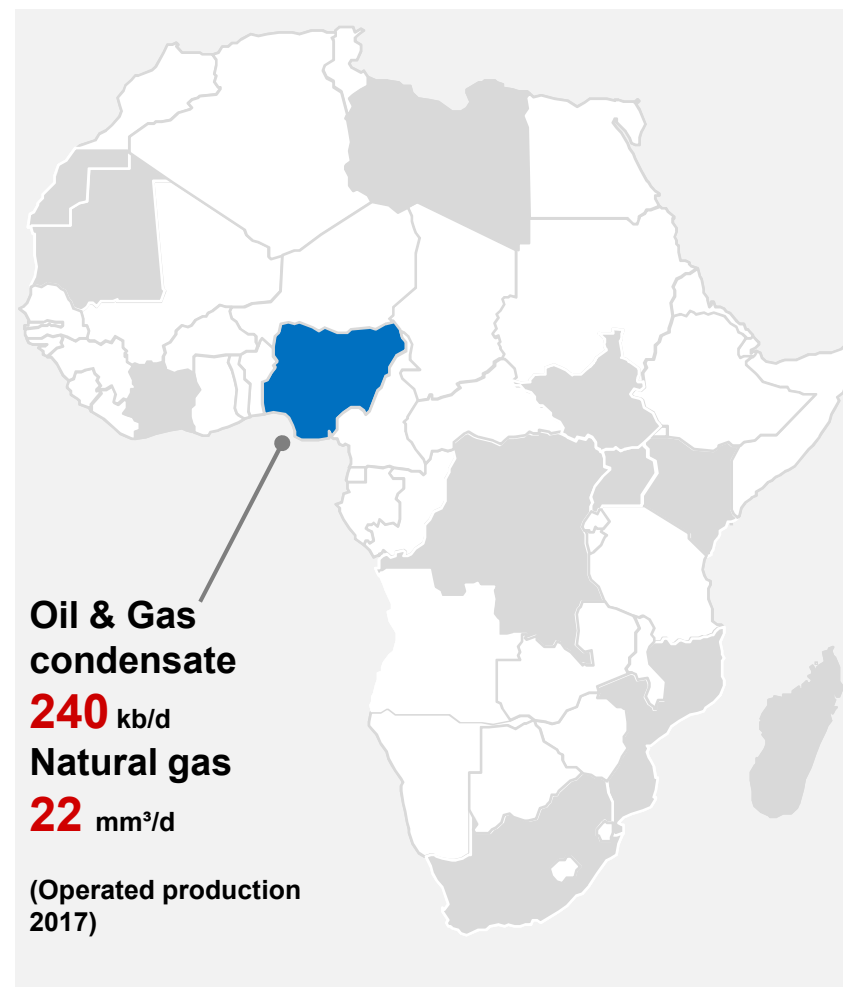 Oil & Gas
condensate
240 kb/d
Natural gas
22 mm³/d
(Operated production
2017)